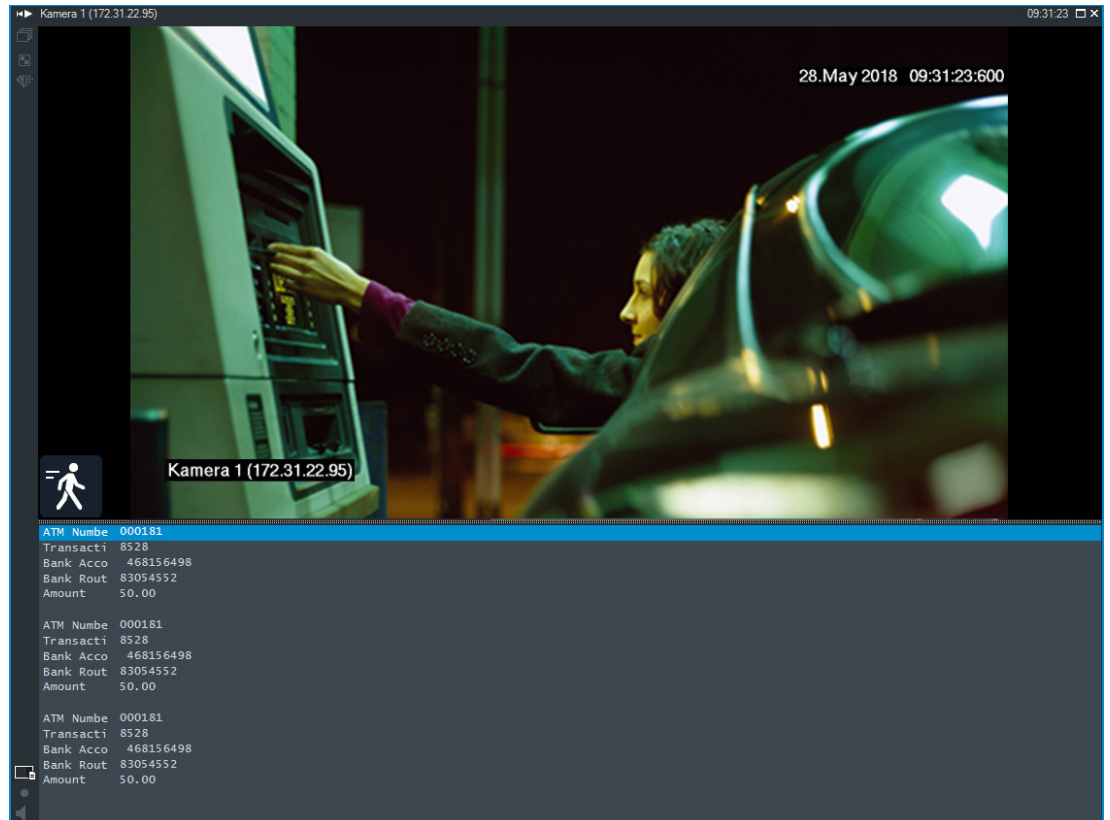 Kamera 1 (172.31.22.95)
09:31:23
28.May 2018 09:31:23:600
Kamera 1 (172.31.22.95)
ATM Numbe 000181
Transacti 8528
Bank Acco 468156498
Bank Rout 83054552
Amount 50.00
ATM Numbe 000181
Transacti 8528
Bank Acco 468156498
Bank Rout 83054552
Amount 50.00
ATM Numbe 000181
Transacti 8528
Bank Acco 468156498
Bank Rout 83054552
Amount 50.00